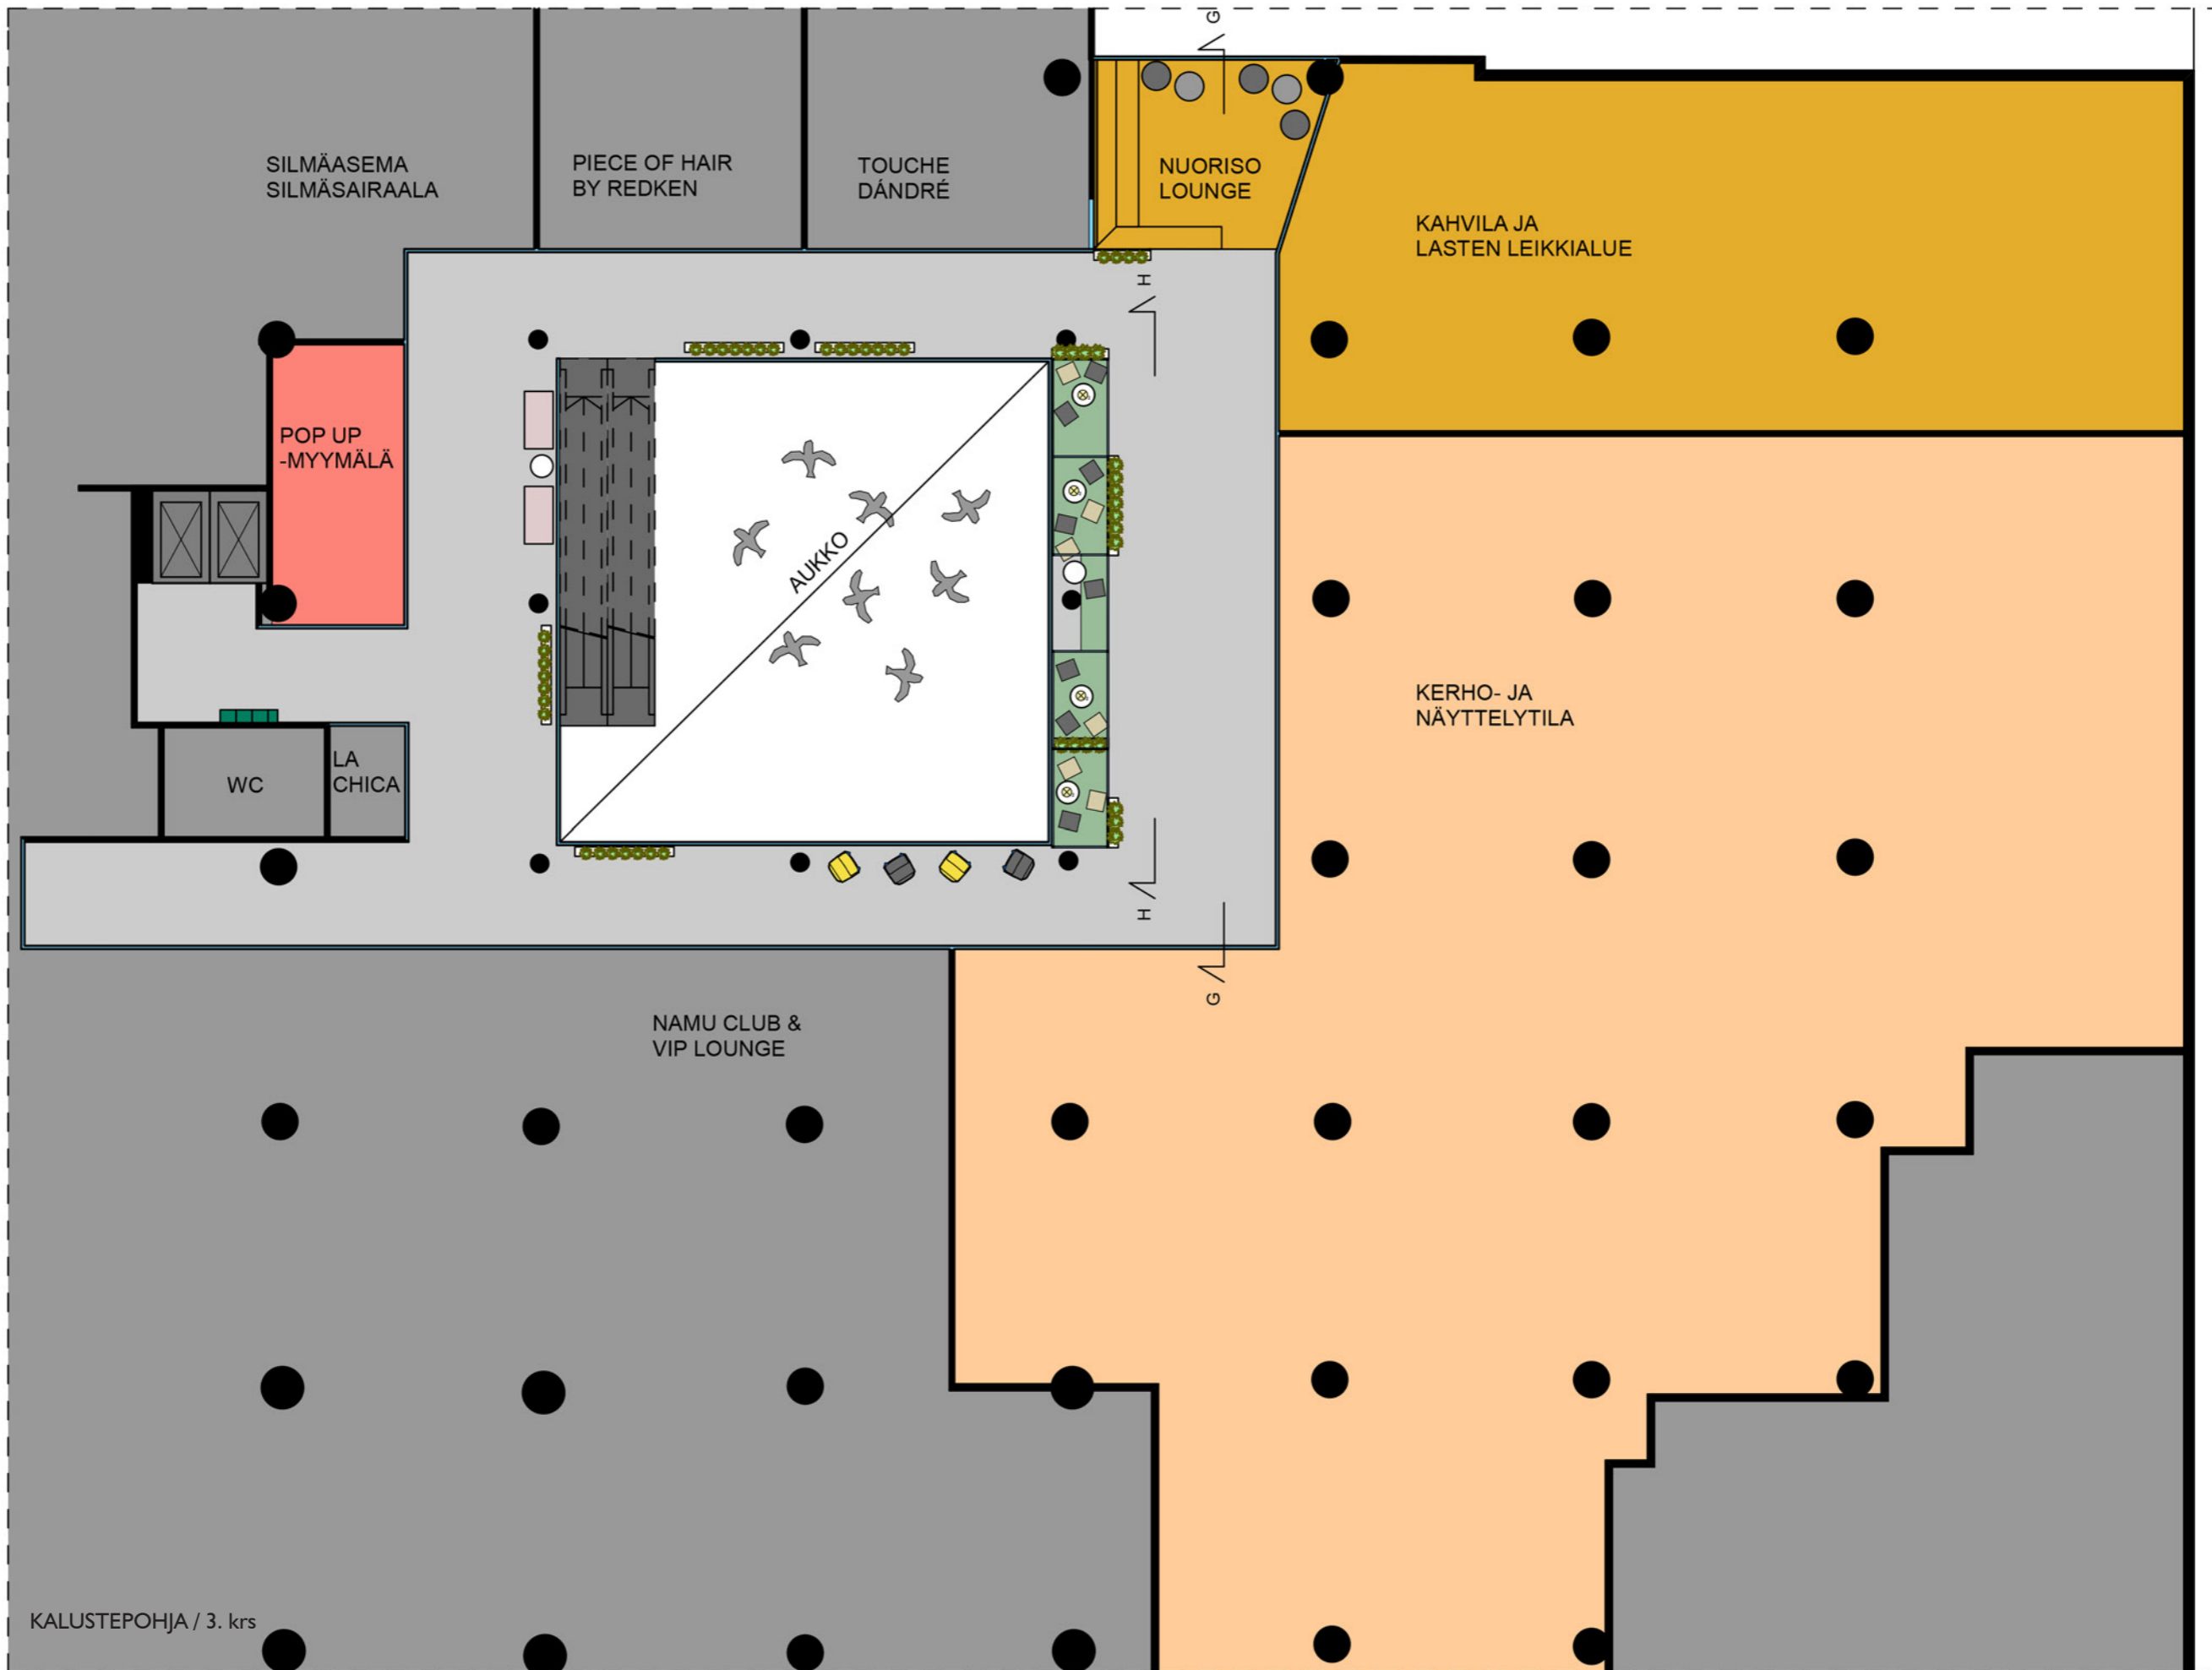 G
SILMÄASEMA
SILMÄSAIRAALA
PIECE OF HAIR
BY REDKEN
TOUCHE
DÁNDRÉ
NUORISO
LOUNGE
KAHVILA JA
LASTEN LEIKKIALUE
H
POP UP
-MYYMÄLÄ
AUKKO
KERHO- JA
NÄYTTELYTILA
WC
LA
CHICA
H
G
NAMU CLUB &
VIP LOUNGE
KALUSTEPOHJA / 3. krs